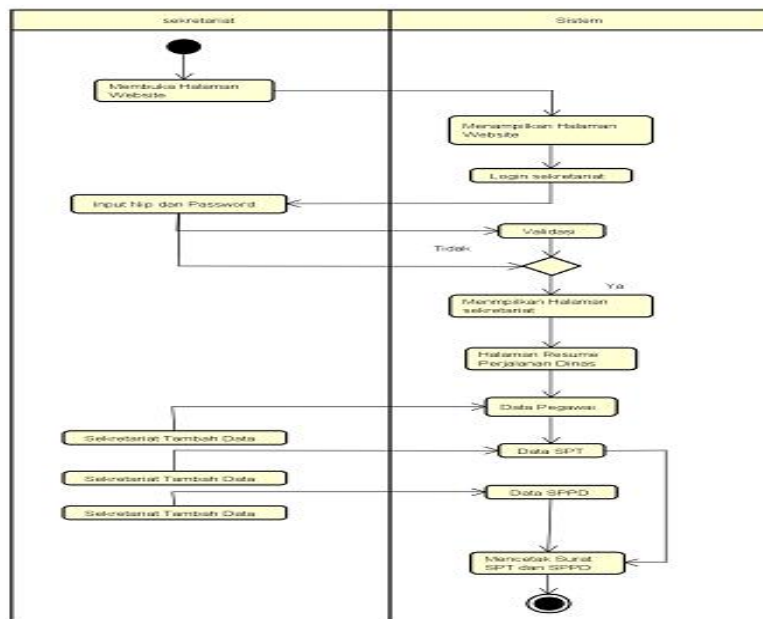 sekretariat
Sistem
Membuka Halaman
Website
Menampilkan Halaman
Website
Login sekretariat
Input Nip dan Password
Validasi
Tidak
Ya
Menmpilkan Halaman
sekretariat
Halaman Resume
Perjalanan Dinas
Data Pegawai
Sekretariat Tambah Data
Data SPT
Sekretariat Tambah Data
Data SPPD
Sekretariat Tambah Data
Mencetak Surat
SPT dan SPPD